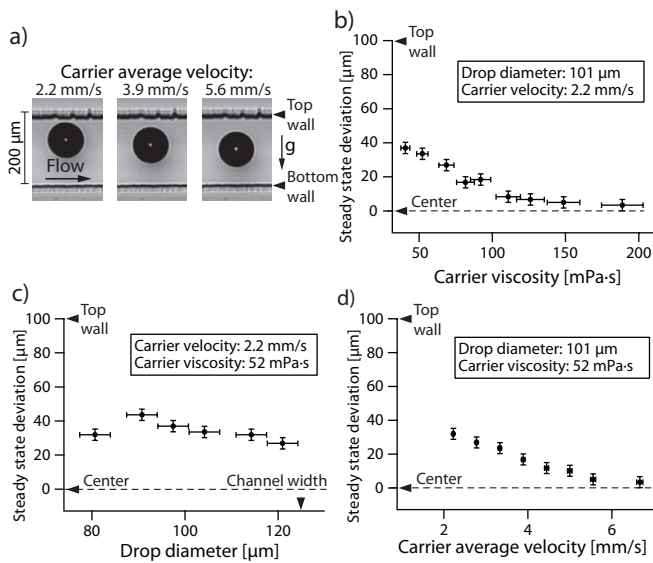 a)
Carrier average velocity:
2.2 mm/s 3.9 mm/s 5.6 mm/s
Top
wall
200 µm
Flow
g
Bottom
wall
b)
Steady state deviation [µm]
100
80
60
40
20
0
Top
wall
Drop diameter: 101 µm
Carrier velocity: 2.2 mm/s
Center
50 100 150 200
Carrier viscosity [mPa·s]
c)
Steady state deviation [µm]
100
80
60
40
20
0
Top
wall
Carrier velocity: 2.2 mm/s
Carrier viscosity: 52 mPa·s
Center
Channel width
80 100 120
Drop diameter [µm]
d)
Steady state deviation [µm]
100
80
60
40
20
0
Top
wall
Drop diameter: 101 µm
Carrier viscosity: 52 mPa·s
Center
2 4 6
Carrier average velocity [mm/s]